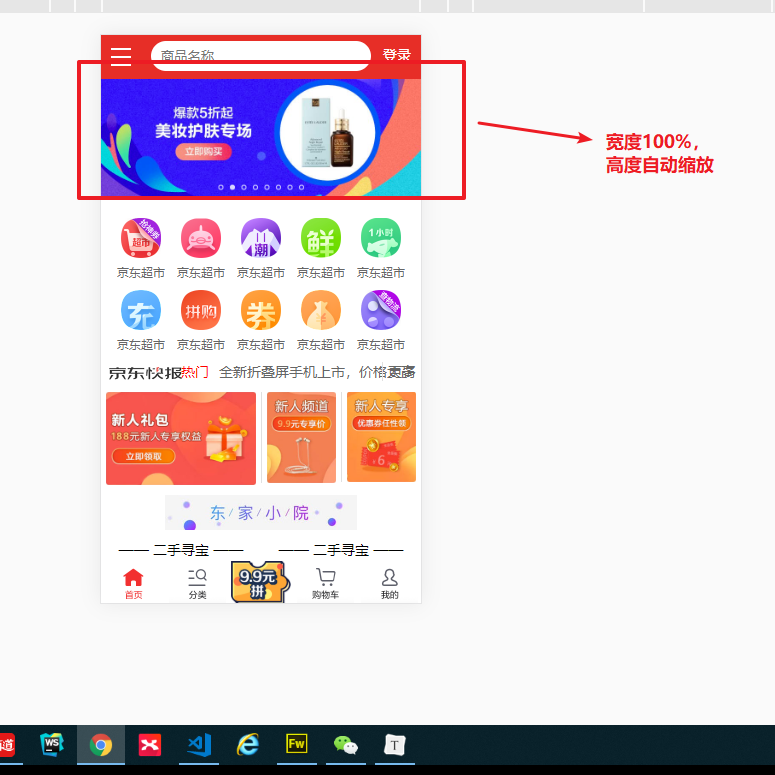 商品名称
登录
爆款5折起
美妆护肤专场
立即购买
宽度100%，
高度自动缩放
抢神券
超市
潮
鲜
1小时
京东超市 京东超市 京东超市 京东超市 京东超市
充
拼购
券
查物流
京东超市 京东超市 京东超市 京东超市 京东超市
京东快报 热门 全新折叠屏手机上市，价格 更多
新人礼包
188元新人专享权益
立即领取
新人频道
9.9元专享价
新人专享
优惠券任性领
¥6
东/家/小/院
—— 二手寻宝 —— —— 二手寻宝 ——
9.9元
拼
首页 分类 购物车 我的
WS
Fw
T